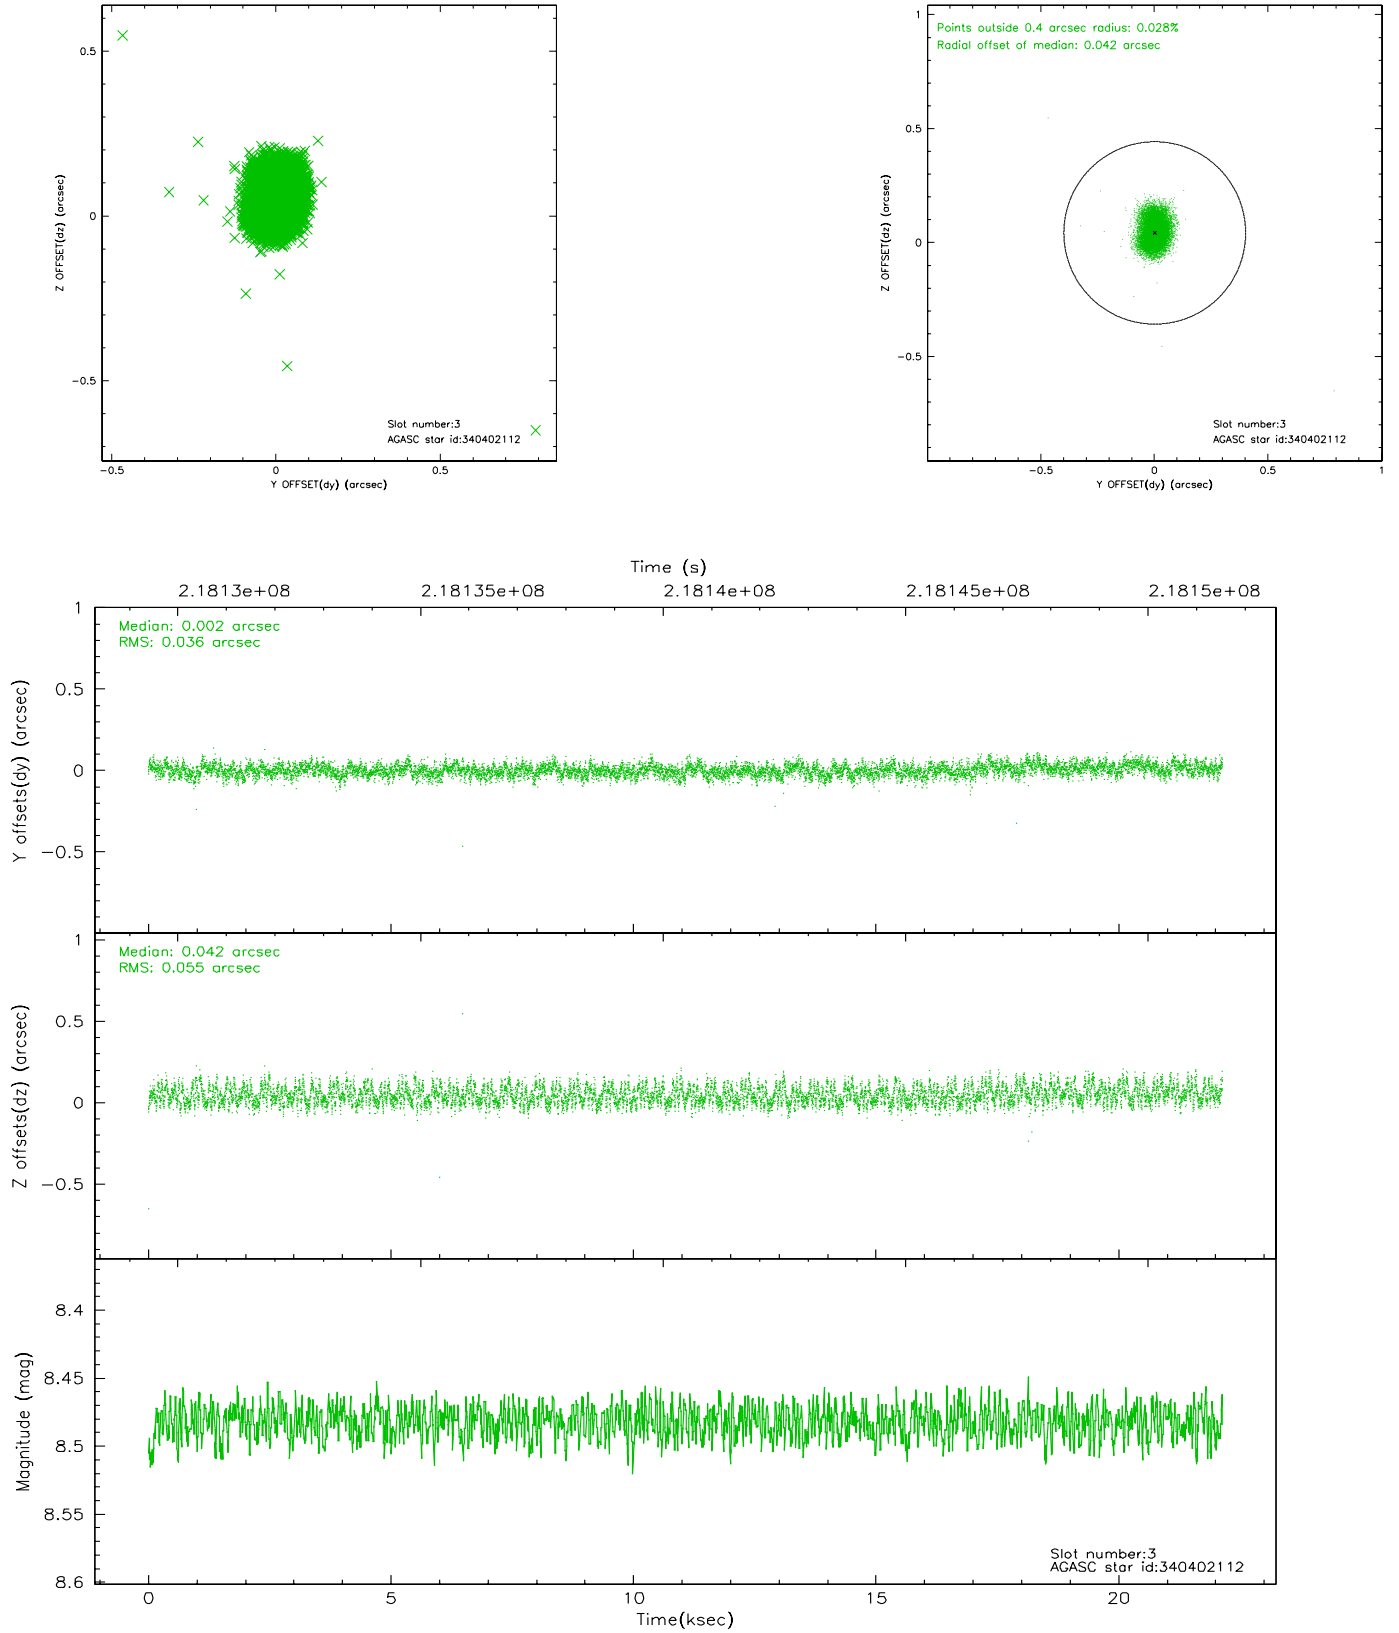 0.5
0
−0.5
Z OFFSET(dz) (arcsec)
Slot number:3
AGASC star id:340402112
−0.5
0
0.5
Y OFFSET(dy) (arcsec)
1
0.5
0
−0.5
Z OFFSET(dz) (arcsec)
Points outside 0.4 arcsec radius: 0.028%
Radial offset of median: 0.042 arcsec
Slot number:3
AGASC star id:340402112
−0.5
0
0.5
1
Y OFFSET(dy) (arcsec)
Time (s)
2.1813e+08
2.18135e+08
2.1814e+08
2.18145e+08
2.1815e+08
1
0.5
0
−0.5
Y offsets(dy) (arcsec)
Median: 0.002 arcsec
RMS: 0.036 arcsec
1
0.5
0
−0.5
Z offsets(dz) (arcsec)
Median: 0.042 arcsec
RMS: 0.055 arcsec
8.4
8.45
8.5
8.55
8.6
Magnitude (mag)
Slot number:3
AGASC star id:340402112
0
5
10
15
20
Time(ksec)